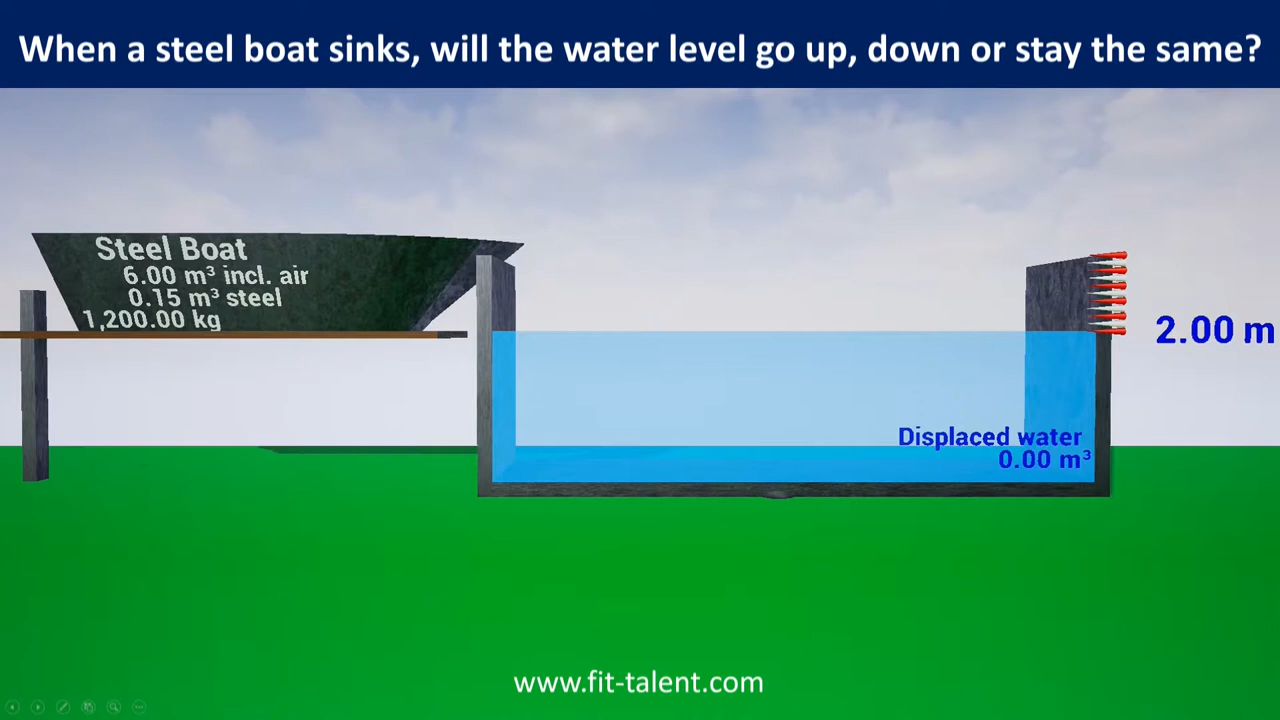 When a steel boat sinks, will the water level go up, down or stay the same?
Steel Boat
6.00 m³ incl. air
0.15 m³ steel
1,200.00 kg
2.00 m
Displaced water
0.00 m³
www.fit-talent.com